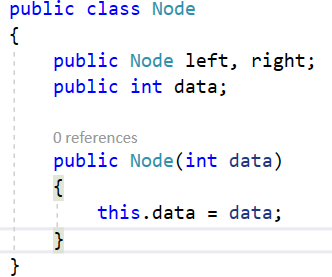 public class Node
{
public Node left, right;
public int data;
0 references
public Node(int data)
{
this.data = data;
}
}